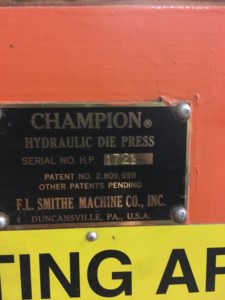 CHAMPION®
HYDRAULIC DIE PRESS
SERIAL NO. H.P. 1721
PATENT NO. 2,809,695
OTHER PATENTS PENDING
F.L. SMITHE MACHINE CO., INC.
DUNCANSVILLE, PA., U.S.A.
TING AR